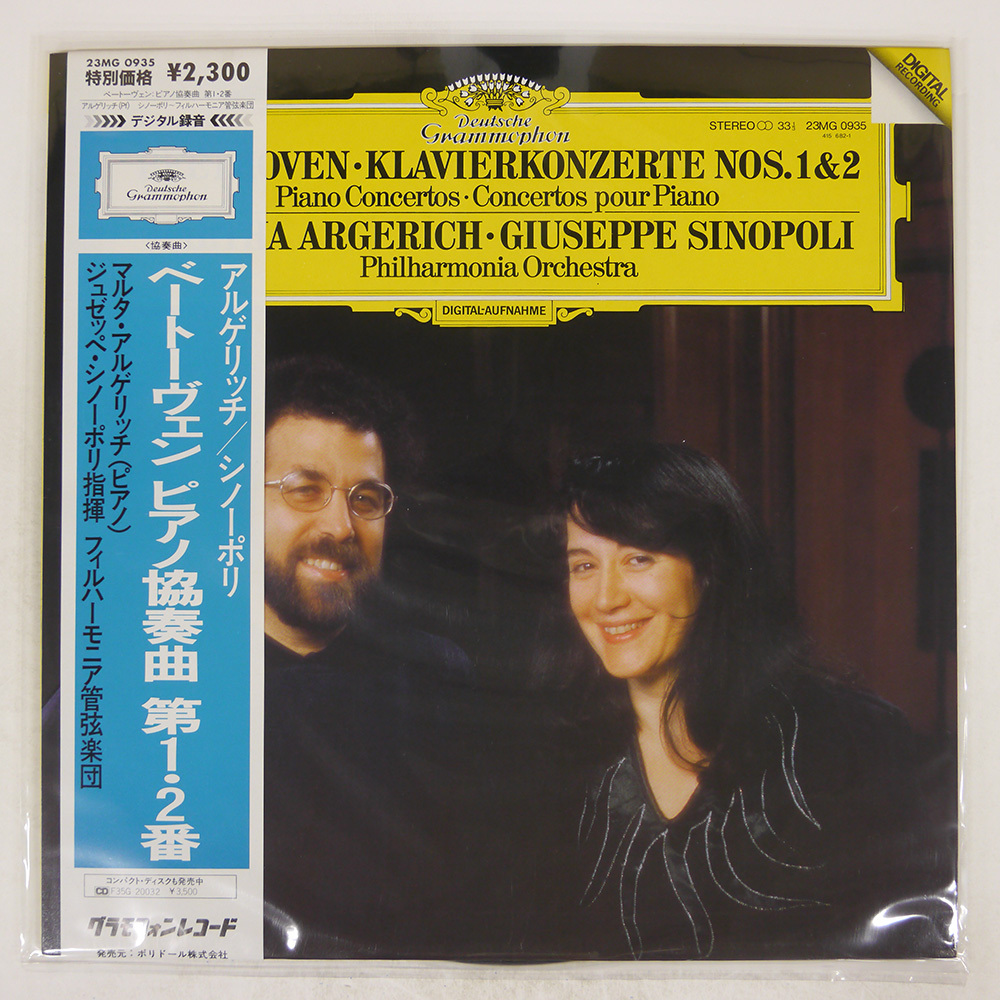 23MG 0935
特別価格 ¥2,300
ベートーヴェン:ピアノ協奏曲 第1・2番
アルゲリッチ(Pf) シノーポリ-フィルハーモニア管弦楽団
デジタル録音
Deutsche
Grammophon
〈協奏曲〉
アルゲリッチ/シノーポリ
ベートーヴェン ピアノ協奏曲 第1・2番
マルタ・アルゲリッチ(ピアノ)
ジュゼッペ・シノーポリ指揮 フィルハーモニア管弦楽団
コンパクト・ディスクも発売中
CD F35G 20032 ¥3,500
グラモフォンレコード
発売元:ポリドール株式会社
DIGITAL
RECORDING
Deutsche
Grammophon
STEREO 33⅓ 23MG 0935
415 682-1
OVEN·KLAVIERKONZERTE NOS.1&2
Piano Concertos·Concertos pour Piano
A ARGERICH·GIUSEPPE SINOPOLI
Philharmonia Orchestra
DIGITAL-AUFNAHME